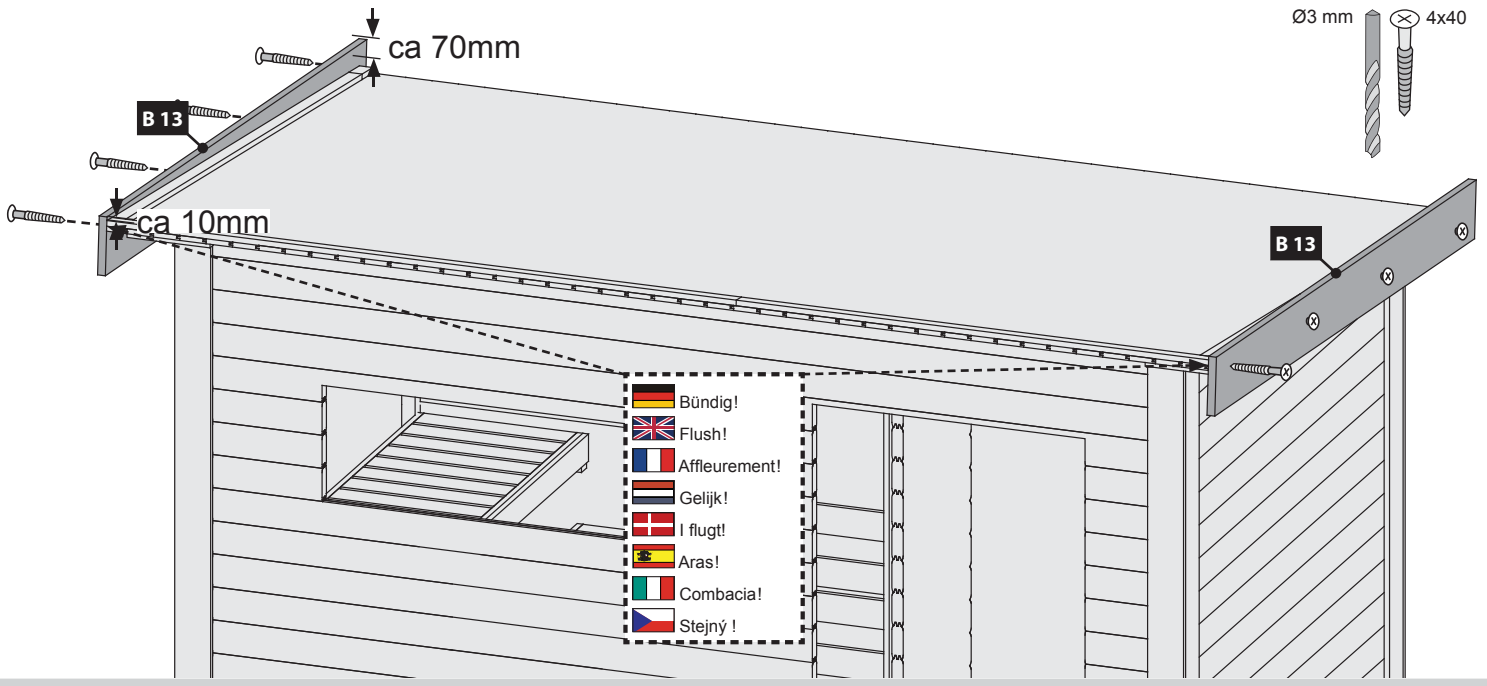 Ø3 mm
4x40
ca 70mm
B 13
ca 10mm
B 13
Bündig!
Flush!
Affleurement!
Gelijk!
I flugt!
Aras!
Combacia!
Stejný !